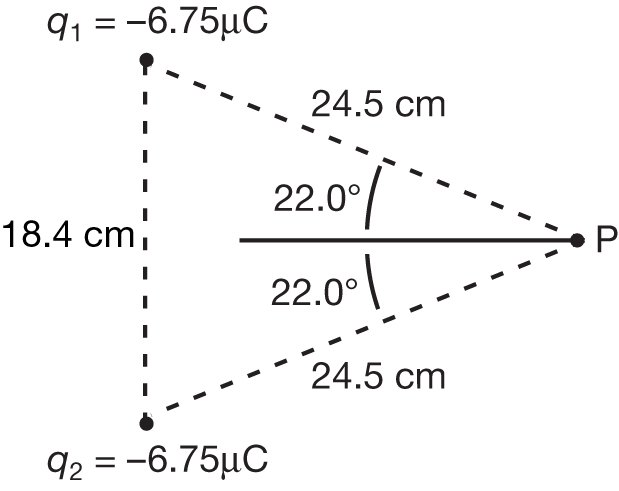 q₁ = –6.75μC
24.5 cm
22.0°
18.4 cm
P
22.0°
24.5 cm
q₂ = –6.75μC